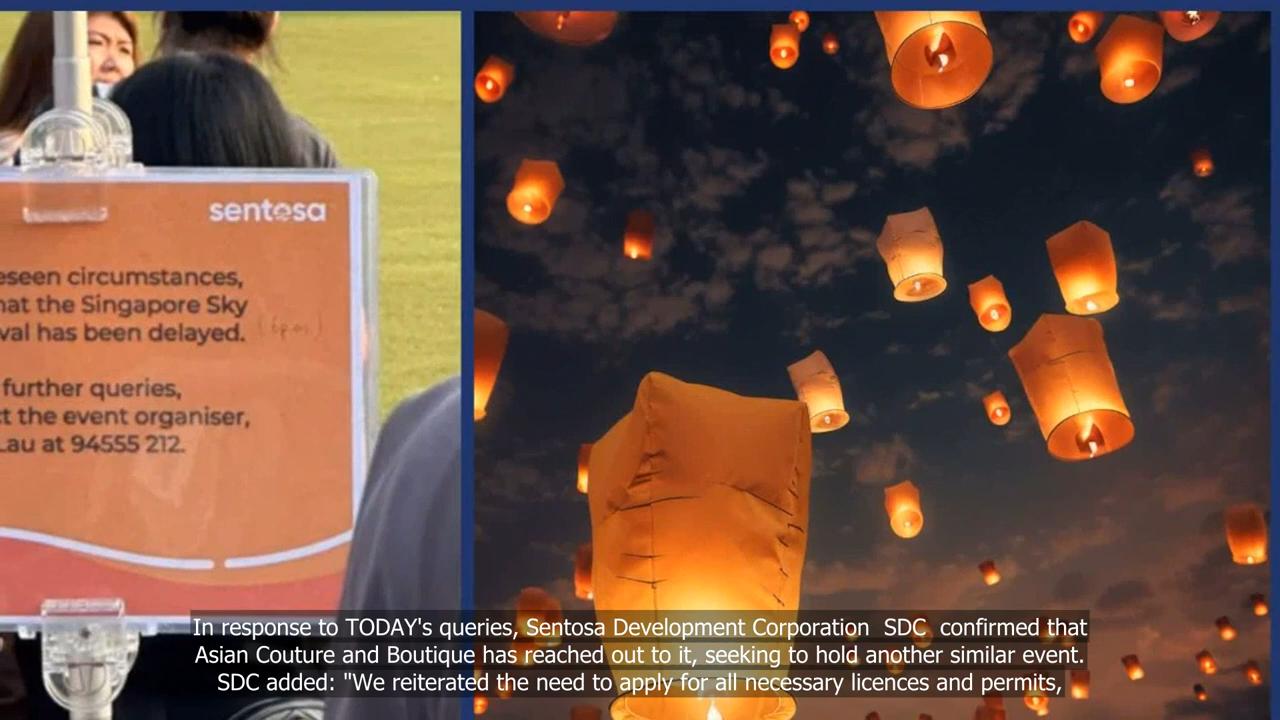 sentosa
eseen circumstances,
hat the Singapore Sky
val has been delayed. (6pm)
further queries,
ct the event organiser,
Lau at 94555 212.
In response to TODAY's queries, Sentosa Development Corporation SDC confirmed that
Asian Couture and Boutique has reached out to it, seeking to hold another similar event.
SDC added: "We reiterated the need to apply for all necessary licences and permits,